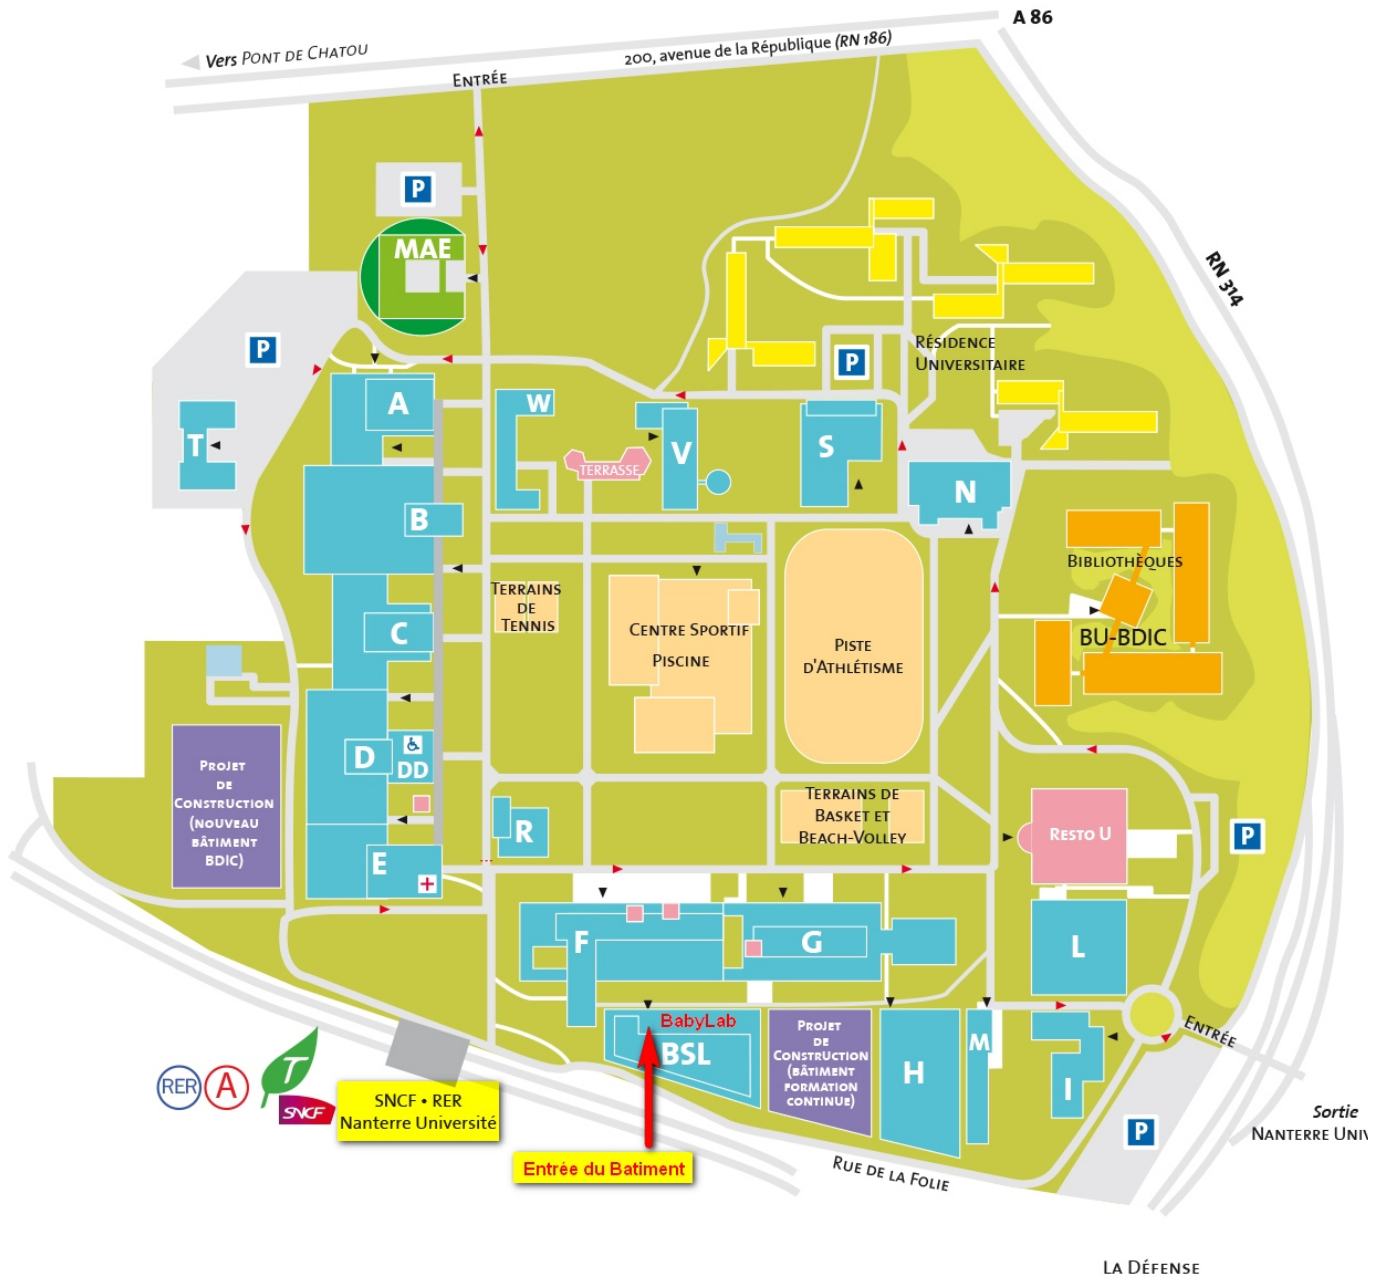 A 86
Vers PONT DE CHATOU
200, avenue de la République (RN 186)
ENTRÉE
P
MAE
RN 314
P
P
RÉSIDENCE
UNIVERSITAIRE
A
W
T
V
S
TERRASSE
N
B
BIBLIOTHÈQUES
TERRAINS
DE
TENNIS
C
CENTRE SPORTIF
PISCINE
PISTE
D'ATHLÉTISME
BU-BDIC
D
DD
PROJET
DE
CONSTRUCTION
(NOUVEAU
BÂTIMENT
BDIC)
TERRAINS DE
BASKET ET
BEACH-VOLLEY
R
RESTO U
P
E
F
G
L
BabyLab
BSL
PROJET
DE
CONSTRUCTION
(BÂTIMENT
FORMATION
CONTINUE)
H
M
I
ENTRÉE
RER
A
T
SNCF
SNCF • RER
Nanterre Université
Sortie
NANTERRE UNIV
P
Entrée du Batiment
RUE DE LA FOLIE
LA DÉFENSE